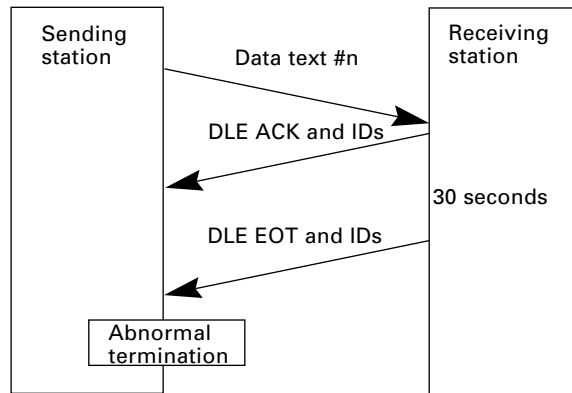 Sending
station
Receiving
station
Data text #n
DLE ACK and IDs
30 seconds
DLE EOT and IDs
Abnormal
termination